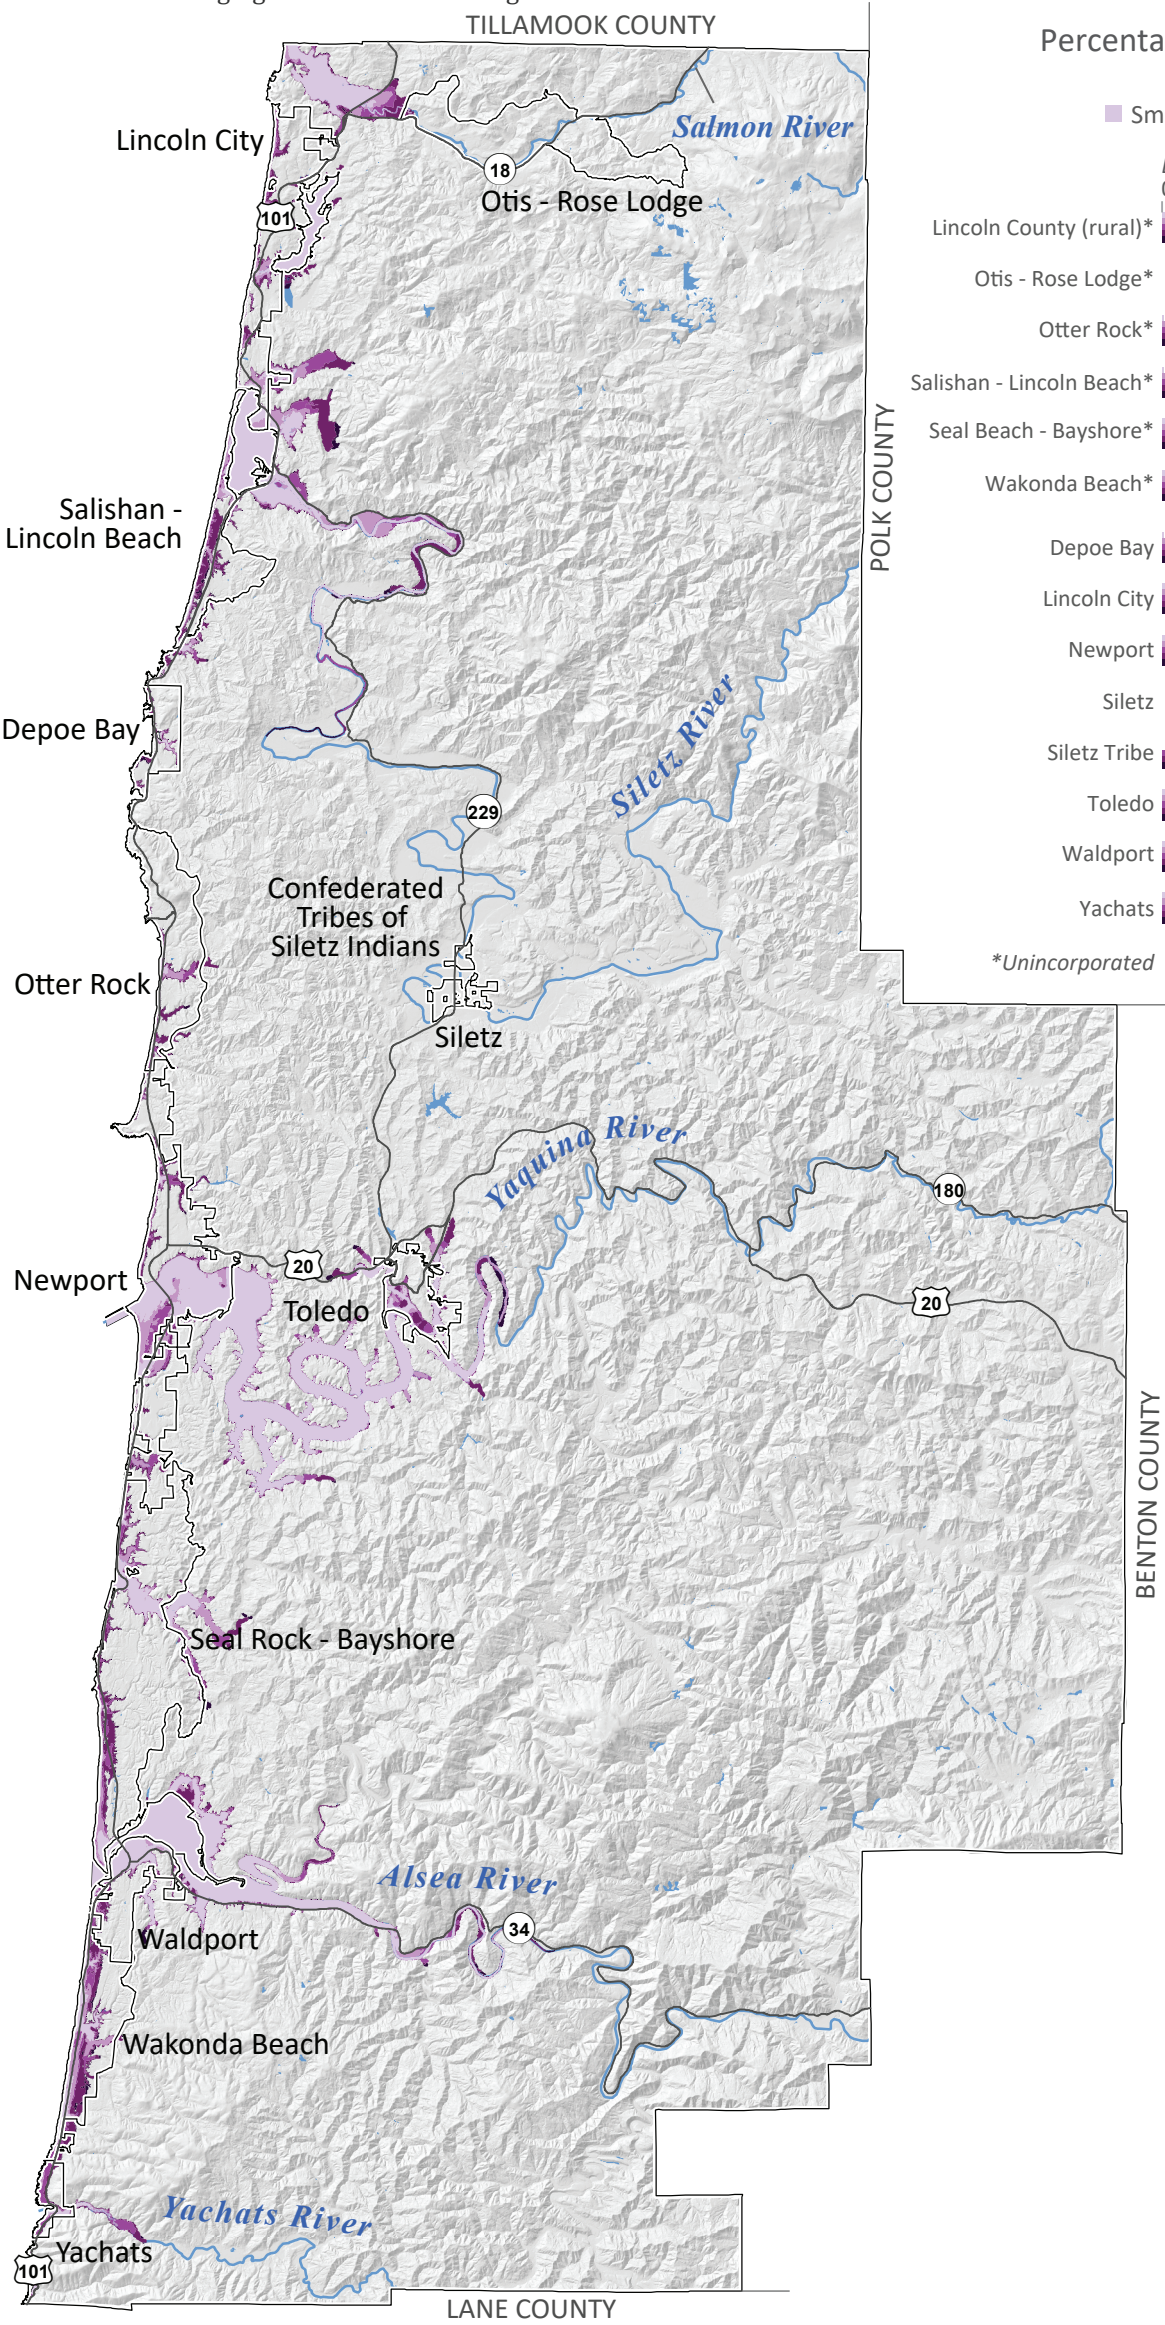 TILLAMOOK COUNTY
Percenta
Sm
Lincoln City
Salmon River
18
Otis - Rose Lodge
101
Lincoln County (rural)*
Otis - Rose Lodge*
Otter Rock*
Salishan - Lincoln Beach*
Seal Beach - Bayshore*
Wakonda Beach*
Depoe Bay
Lincoln City
Newport
Siletz
Siletz Tribe
Toledo
Waldport
Yachats
*Unincorporated
POLK COUNTY
Salishan -
Lincoln Beach
Siletz River
Depoe Bay
229
Confederated
Tribes of
Siletz Indians
Otter Rock
Siletz
Yaquina River
180
20
Newport
Toledo
20
BENTON COUNTY
Seal Rock - Bayshore
Alsea River
34
Waldport
Wakonda Beach
Yachats River
Yachats
101
LANE COUNTY